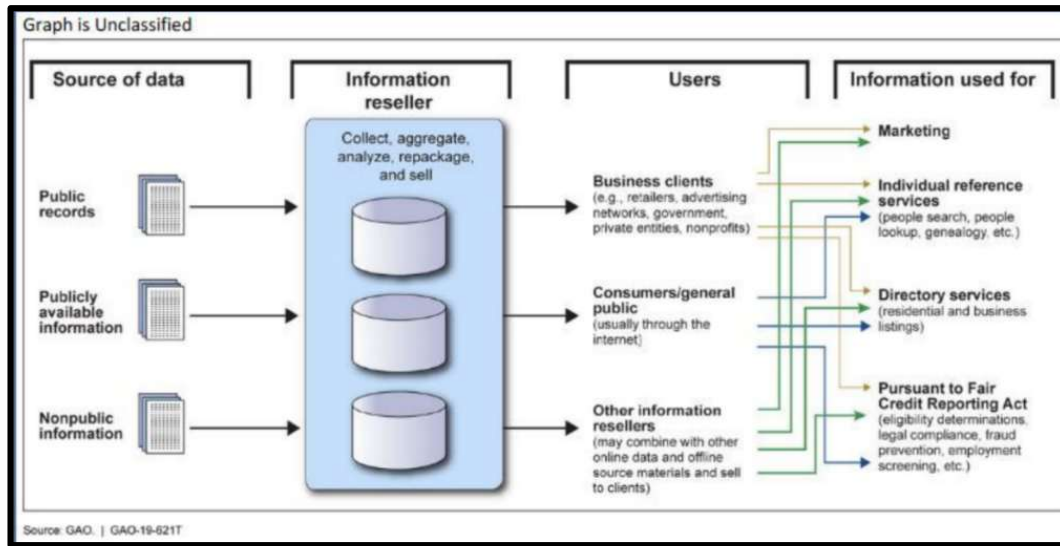 Graph is Unclassified
Source of data
Information
reseller
Users
Information used for
Collect, aggregate,
analyze, repackage,
and sell
Public
records
Publicly
available
information
Nonpublic
information
Business clients
(e.g., retailers, advertising
networks, government,
private entities, nonprofits)
Consumers/general
public
(usually through the
internet)
Other information
resellers
(may combine with other
online data and offline
source materials and sell
to clients)
Marketing
Individual reference
services
(people search, people
lookup, genealogy, etc.)
Directory services
(residential and business
listings)
Pursuant to Fair
Credit Reporting Act
(eligibility determinations,
legal compliance, fraud
prevention, employment
screening, etc.)
Source: GAO. | GAO-19-621T